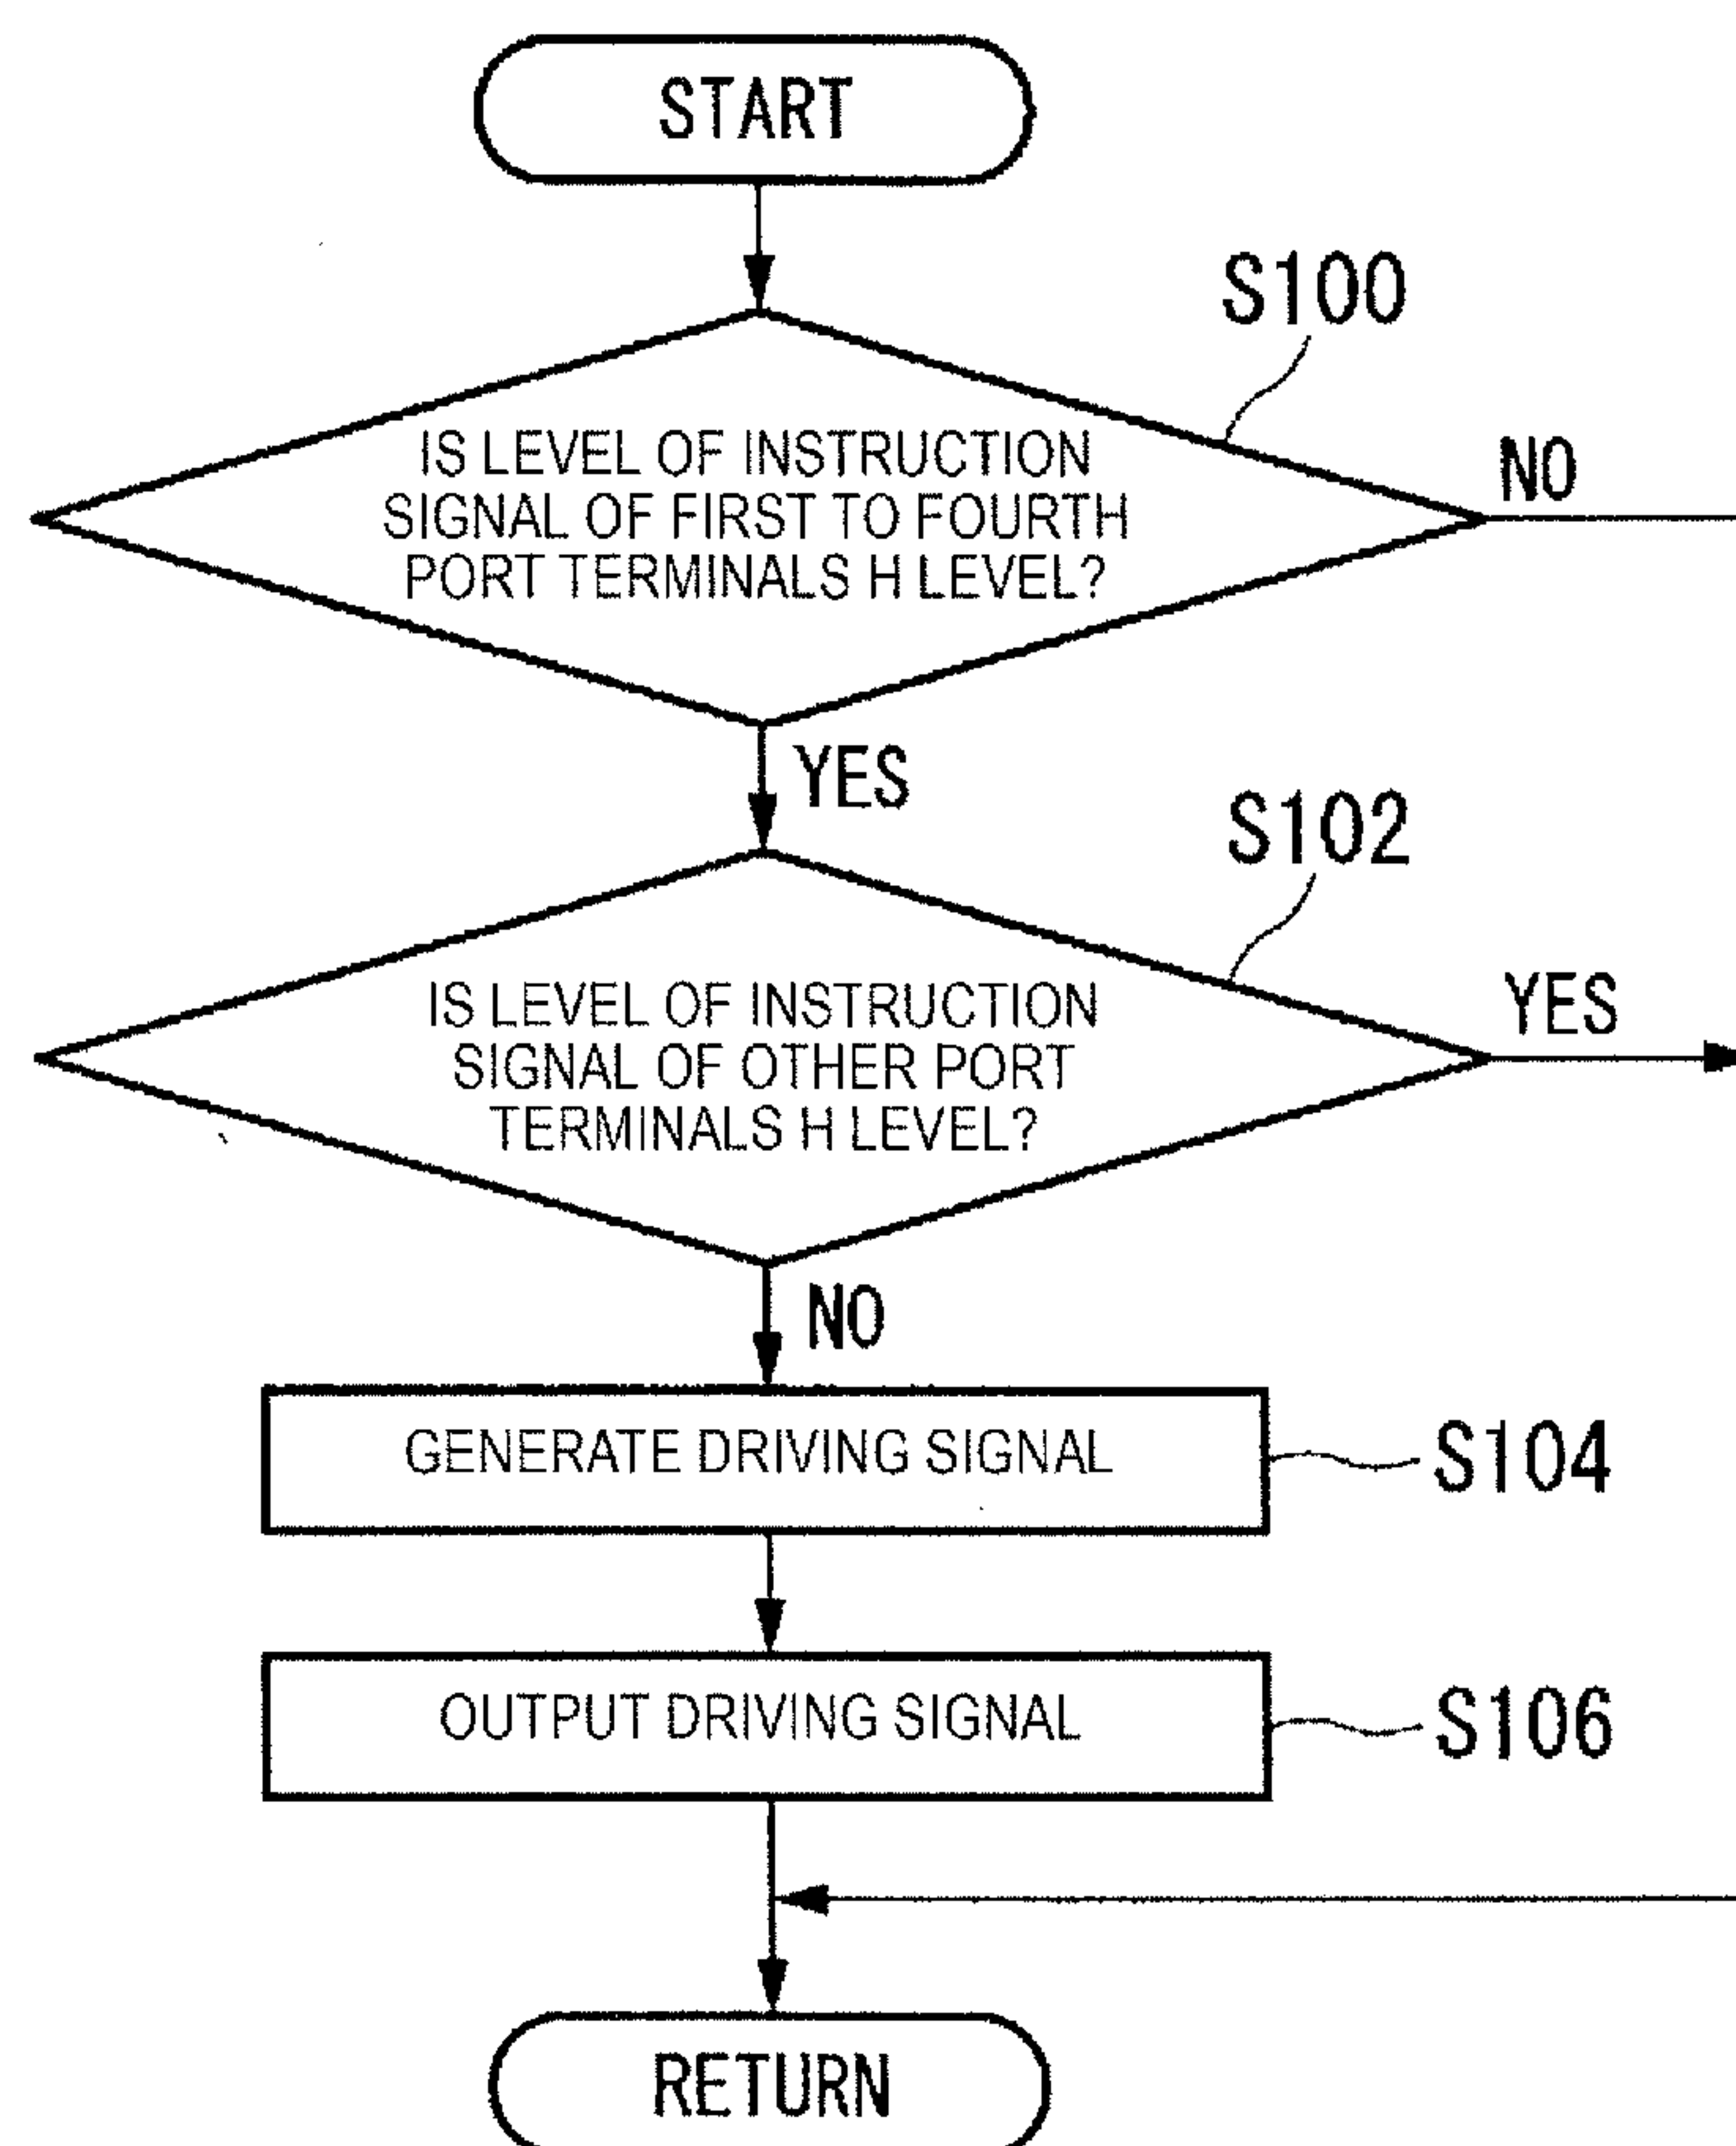 START
S100
IS LEVEL OF INSTRUCTION
SIGNAL OF FIRST TO FOURTH
PORT TERMINALS H LEVEL?
NO
YES
S102
IS LEVEL OF INSTRUCTION
SIGNAL OF OTHER PORT
TERMINALS H LEVEL?
YES
NO
GENERATE DRIVING SIGNAL
S104
OUTPUT DRIVING SIGNAL
S106
RETURN